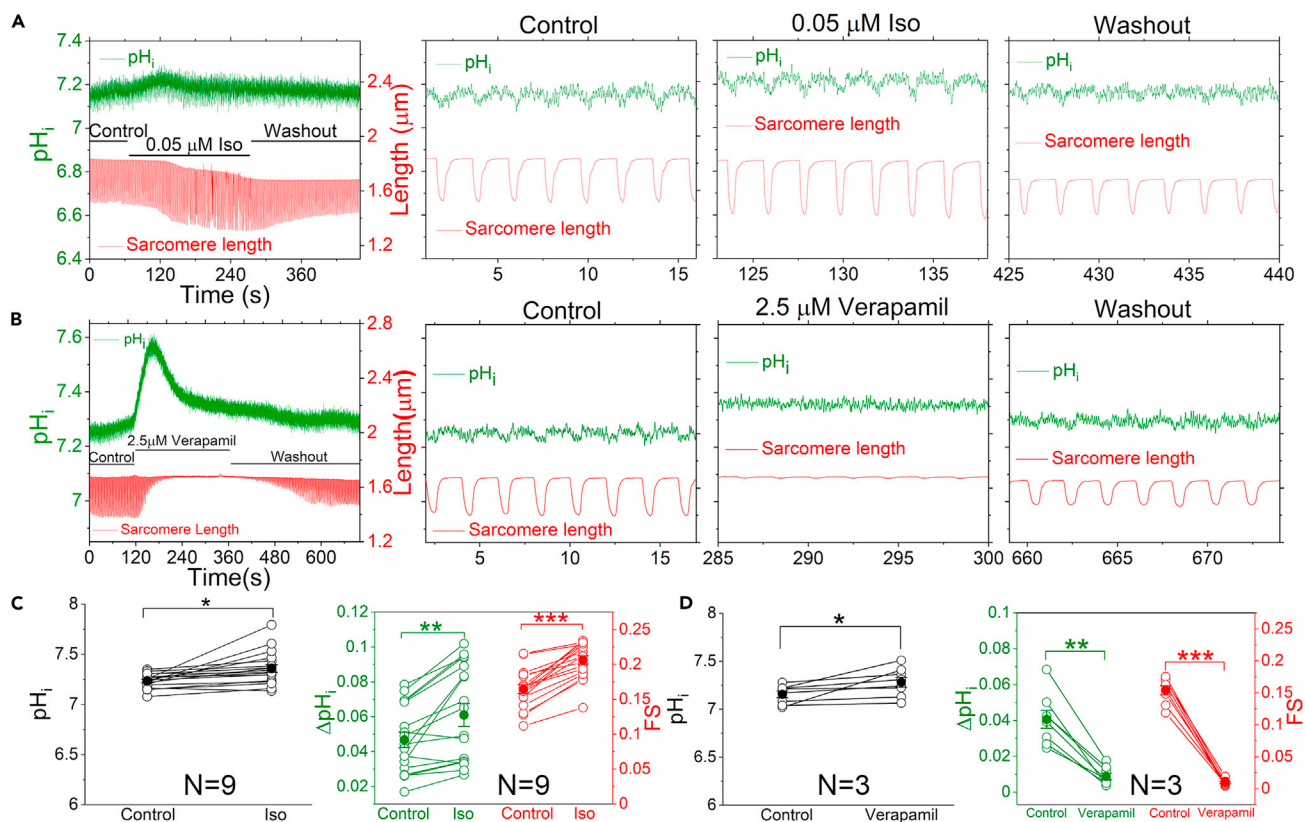 A
Control
0.05 μM Iso
Washout
7.4
7.2
7
6.8
6.6
6.4
pHi
pHi
Control
0.05 μM Iso
Washout
Sarcomere length
2.4
2
1.6
1.2
Length (μm)
0 120 240 360
Time (s)
pHi
Sarcomere length
5 10 15
pHi
Sarcomere length
125 130 135
pHi
Sarcomere length
425 430 435 440
B
Control
2.5 μM Verapamil
Washout
7.6
7.4
7.2
7
pHi
pHi
2.5μM Verapamil
Control
Washout
Sarcomere Length
2.8
2.4
2
1.6
1.2
Length(μm)
0 120 240 360 480 600
Time(s)
pHi
Sarcomere length
5 10 15
pHi
Sarcomere length
285 290 295 300
pHi
Sarcomere length
660 665 670
C
8
7.5
7
6.5
6
pHi
*
N=9
Control Iso
0.12
0.1
0.08
0.06
0.04
0.02
ΔpHi
**
***
N=9
0.25
0.2
0.15
0.1
0.05
0
FS
Control Iso Control Iso
D
8
7.5
7
6.5
6
pHi
*
N=3
Control Verapamil
0.1
0.08
0.06
0.04
0.02
0
ΔpHi
**
***
N=3
0.25
0.2
0.15
0.1
0.05
0
FS
Control Verapamil Control Verapamil